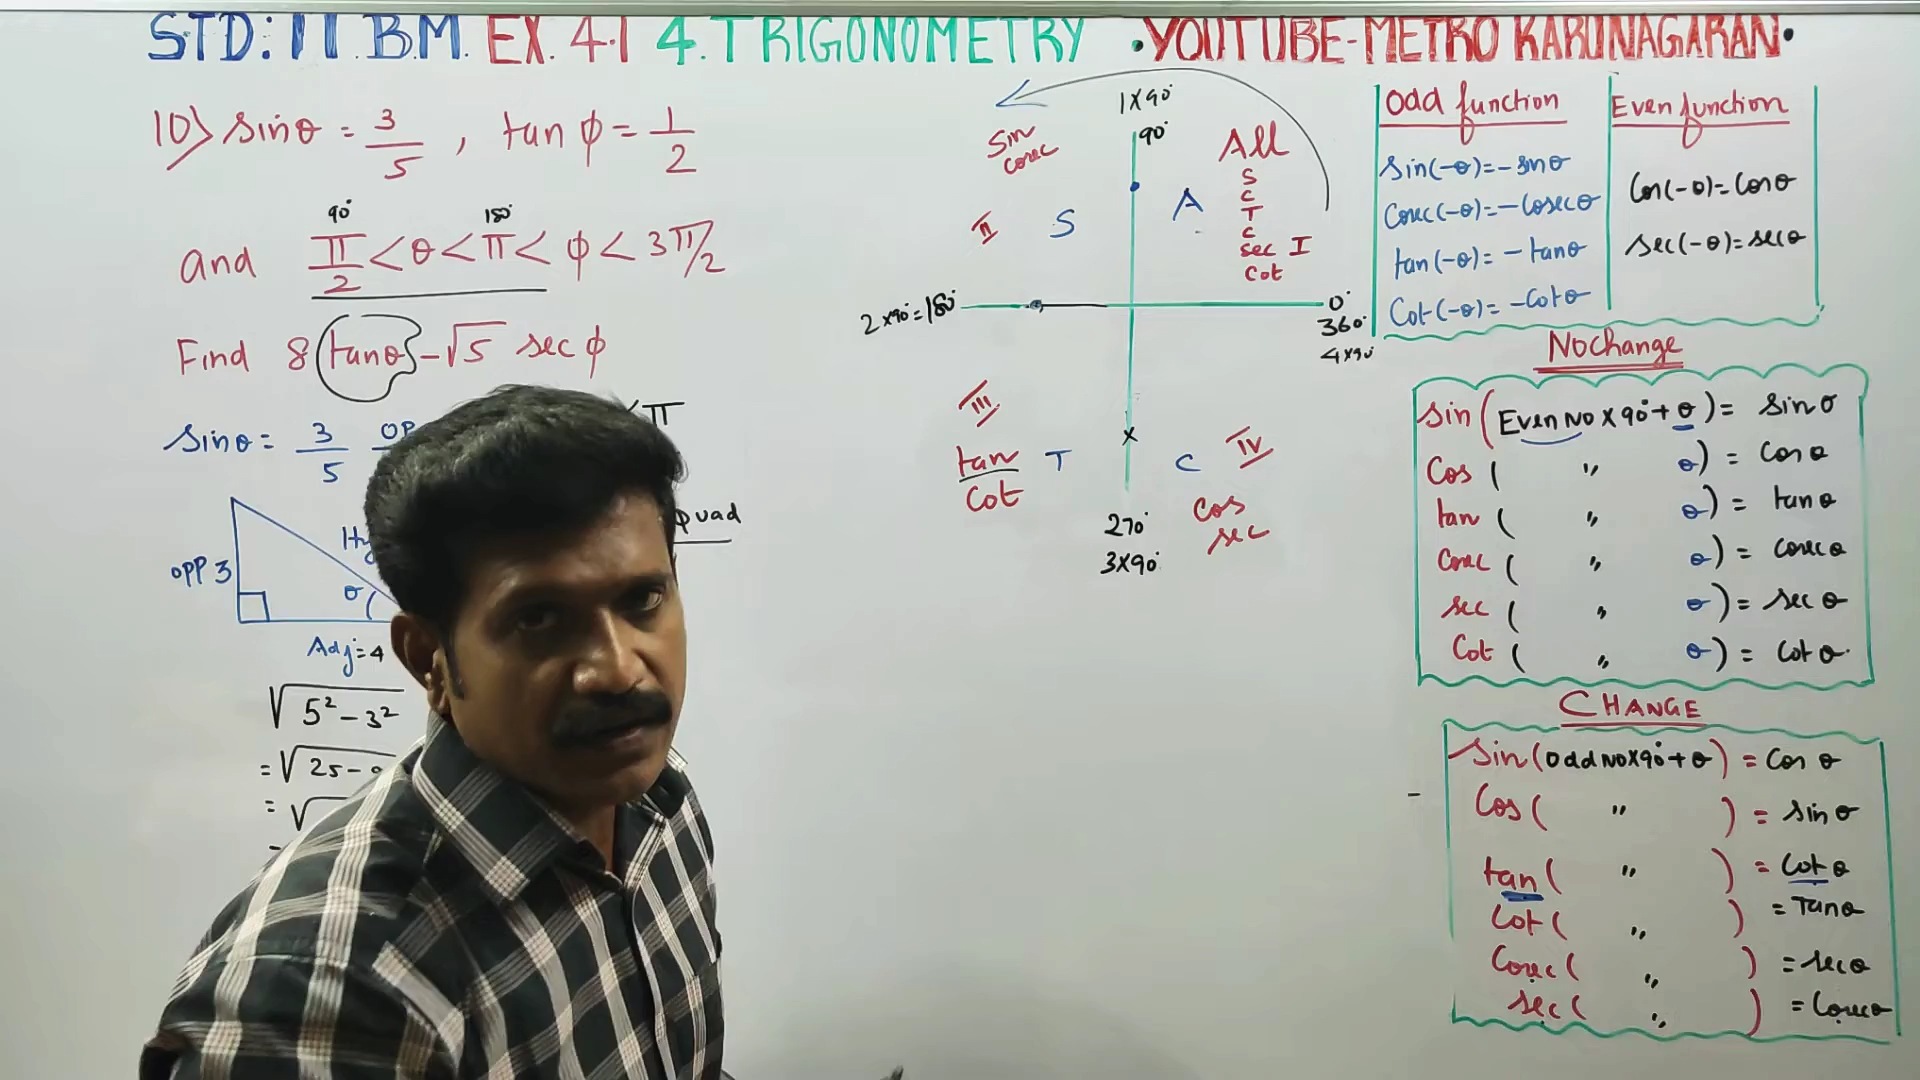 STD: 11 . B.M. EX. 4.1 4. TRIGONOMETRY • YOUTUBE-METRO KARUNAGARAN •
10) sinθ = 3/5 , tan ϕ = 1/2
90° 180°
and π/2 < θ < π < ϕ < 3π/2
Find 8 tanθ - √5 sec ϕ
sinθ = 3/5
π
Quad
opp 3
θ
Adj = 4
√5² - 3²
= √25 -
= √
1 x 90°
90°
Sin
cosec
All
S
C
T
C
sec I
cot
II S A
2 x 90° = 180°
0°
360°
4 x 90°
III
tan T
cot
C IV
cos
sec
270°
3 x 90°
Odd function
sin(-θ) = - sinθ
Cosec(-θ) = - cosecθ
tan(-θ) = - tanθ
Cot(-θ) = - cotθ
Even function
Cos(-θ) = Cosθ
sec(-θ) = secθ
No change
sin ( Even No x 90° + θ ) = sinθ
Cos ( " θ ) = Cosθ
tan ( " θ ) = tanθ
Cosec ( " θ ) = cosecθ
sec ( " θ ) = secθ
Cot ( " θ ) = cotθ
CHANGE
sin ( Odd No x 90° + θ ) = Cosθ
Cos ( " ) = sinθ
tan ( " ) = cotθ
Cot ( " ) = Tanθ
Cosec ( " ) = secθ
sec ( " ) = Cosecθ